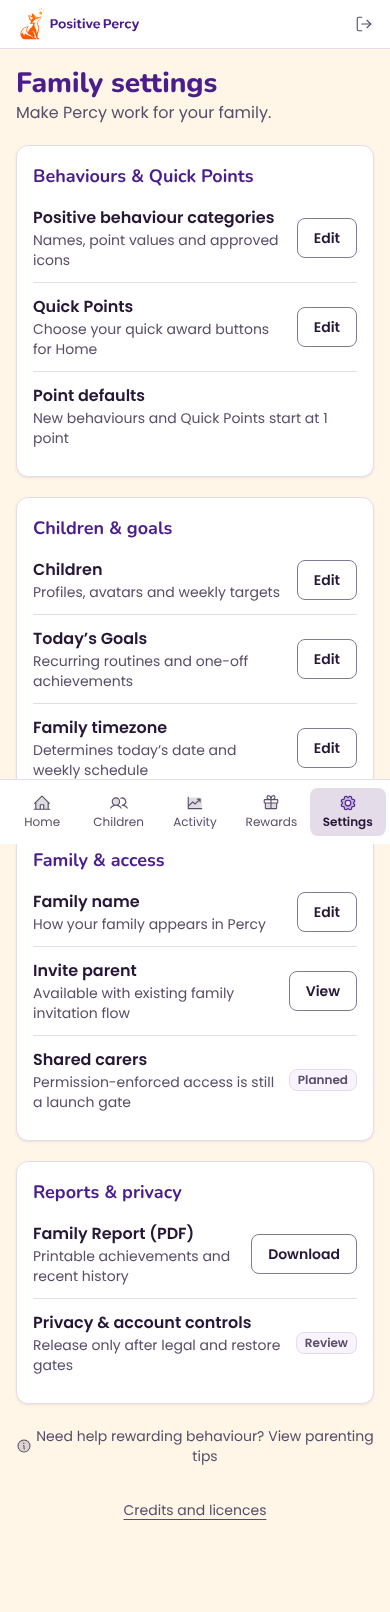 Positive Percy
Family settings
Make Percy work for your family.
Behaviours & Quick Points
Positive behaviour categories
Names, point values and approved
icons
Edit
Quick Points
Choose your quick award buttons
for Home
Edit
Point defaults
New behaviours and Quick Points start at 1
point
Children & goals
Children
Profiles, avatars and weekly targets
Edit
Today’s Goals
Recurring routines and one-off
achievements
Edit
Family timezone
Determines today’s date and
weekly schedule
Edit
Home
Children
Activity
Rewards
Settings
Family & access
Family name
How your family appears in Percy
Edit
Invite parent
Available with existing family
invitation flow
View
Shared carers
Permission-enforced access is still
a launch gate
Planned
Reports & privacy
Family Report (PDF)
Printable achievements and
recent history
Download
Privacy & account controls
Release only after legal and restore
gates
Review
Need help rewarding behaviour? View parenting
tips
Credits and licences